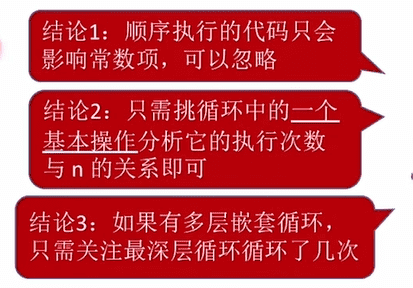 结论1：顺序执行的代码只会
影响常数项，可以忽略
结论2：只需挑循环中的一个
基本操作分析它的执行次数
与 n 的关系即可
结论3：如果有多层嵌套循环，
只需关注最深层循环循环了几次